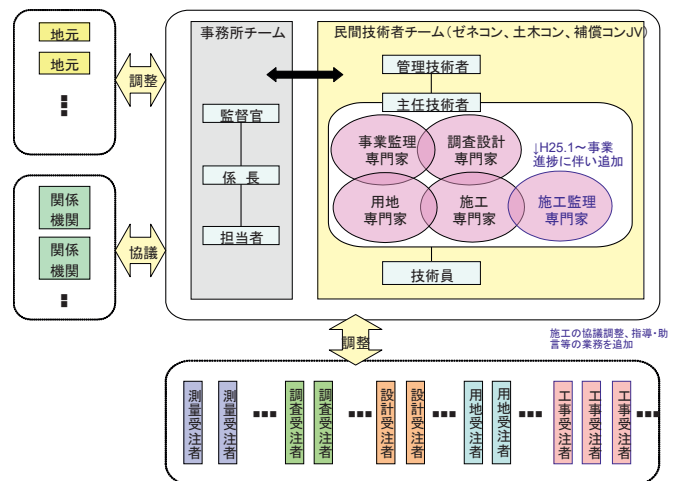 地元
地元
調整
関係
機関
関係
機関
協議
事務所チーム
監督官
係 長
担当者
民間技術者チーム(ゼネコン、土木コン、補償コンJV)
管理技術者
主任技術者
事業監理
専門家
調査設計
専門家
↓H25.1～事業
進捗に伴い追加
用地
専門家
施工
専門家
施工監理
専門家
技術員
調整
施工の協議調整、指導・助
言等の業務を追加
測量受注者
測量受注者
調査受注者
調査受注者
設計受注者
設計受注者
用地受注者
用地受注者
工事受注者
工事受注者
工事受注者